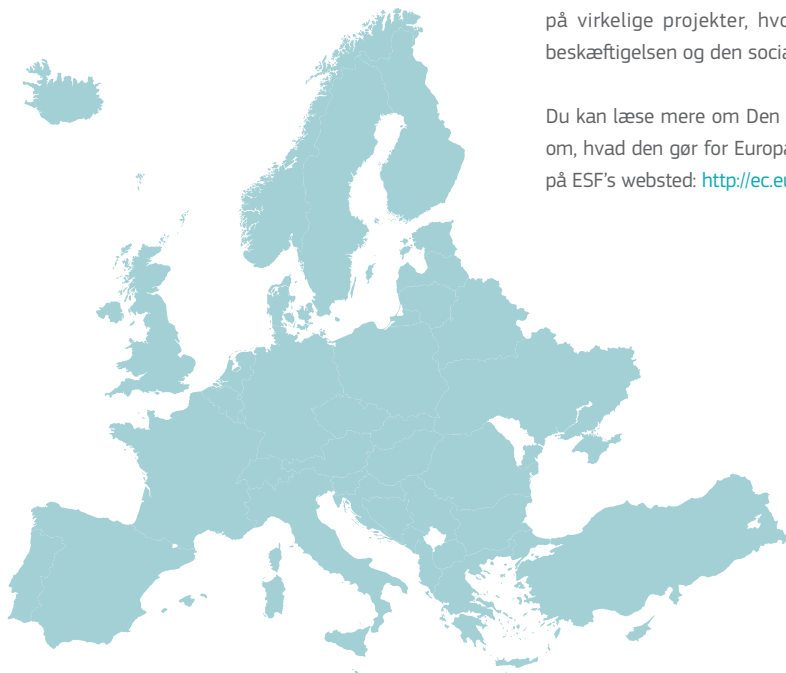 på virkelige projekter, hvo
beskæftigelsen og den socia
Du kan læse mere om Den
om, hvad den gør for Europa
på ESF's websted: http://ec.eu